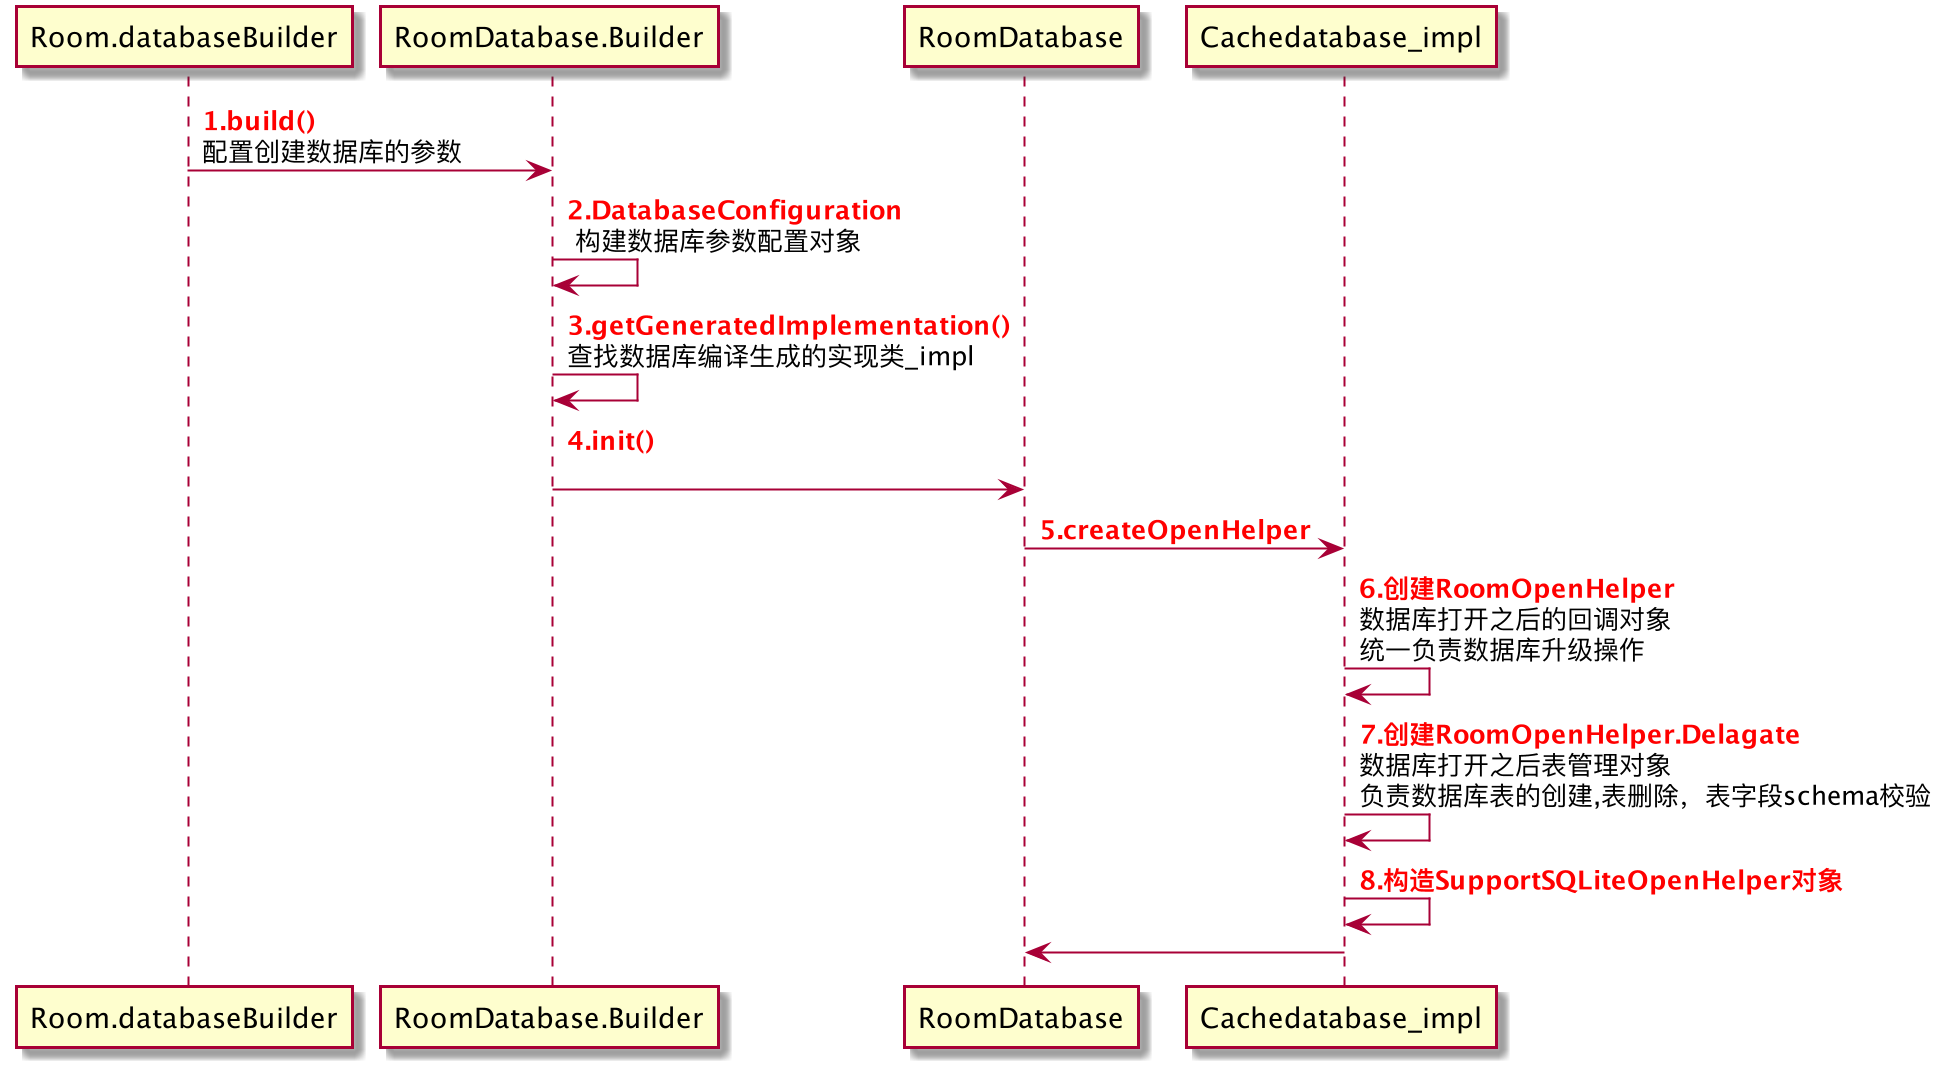 Room.databaseBuilder
RoomDatabase.Builder
RoomDatabase
Cachedatabase_impl
1.build()
配置创建数据库的参数
2.DatabaseConfiguration
构建数据库参数配置对象
3.getGeneratedImplementation()
查找数据库编译生成的实现类_impl
4.init()
5.createOpenHelper
6.创建RoomOpenHelper
数据库打开之后的回调对象
统一负责数据库升级操作
7.创建RoomOpenHelper.Delagate
数据库打开之后表管理对象
负责数据库表的创建,表删除，表字段schema校验
8.构造SupportSQLiteOpenHelper对象
Room.databaseBuilder
RoomDatabase.Builder
RoomDatabase
Cachedatabase_impl